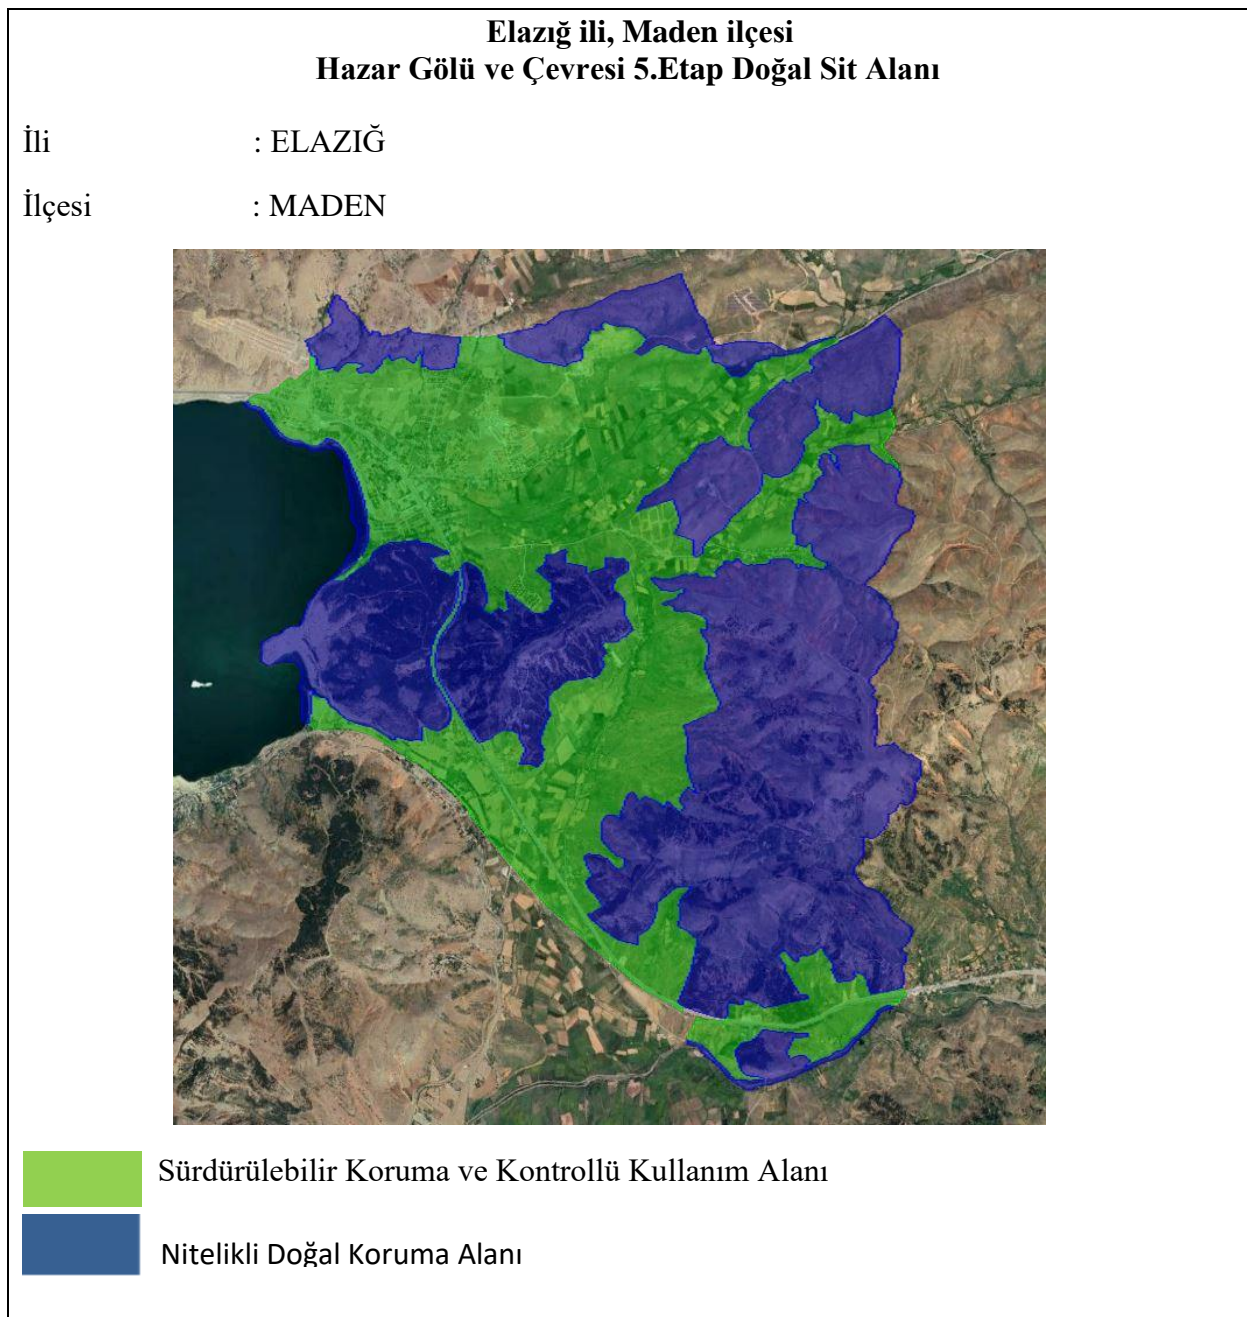 Elazığ ili, Maden ilçesi
Hazar Gölü ve Çevresi 5.Etap Doğal Sit Alanı
İli : ELAZIĞ
İlçesi : MADEN
Sürdürülebilir Koruma ve Kontrollü Kullanım Alanı
Nitelikli Doğal Koruma Alanı